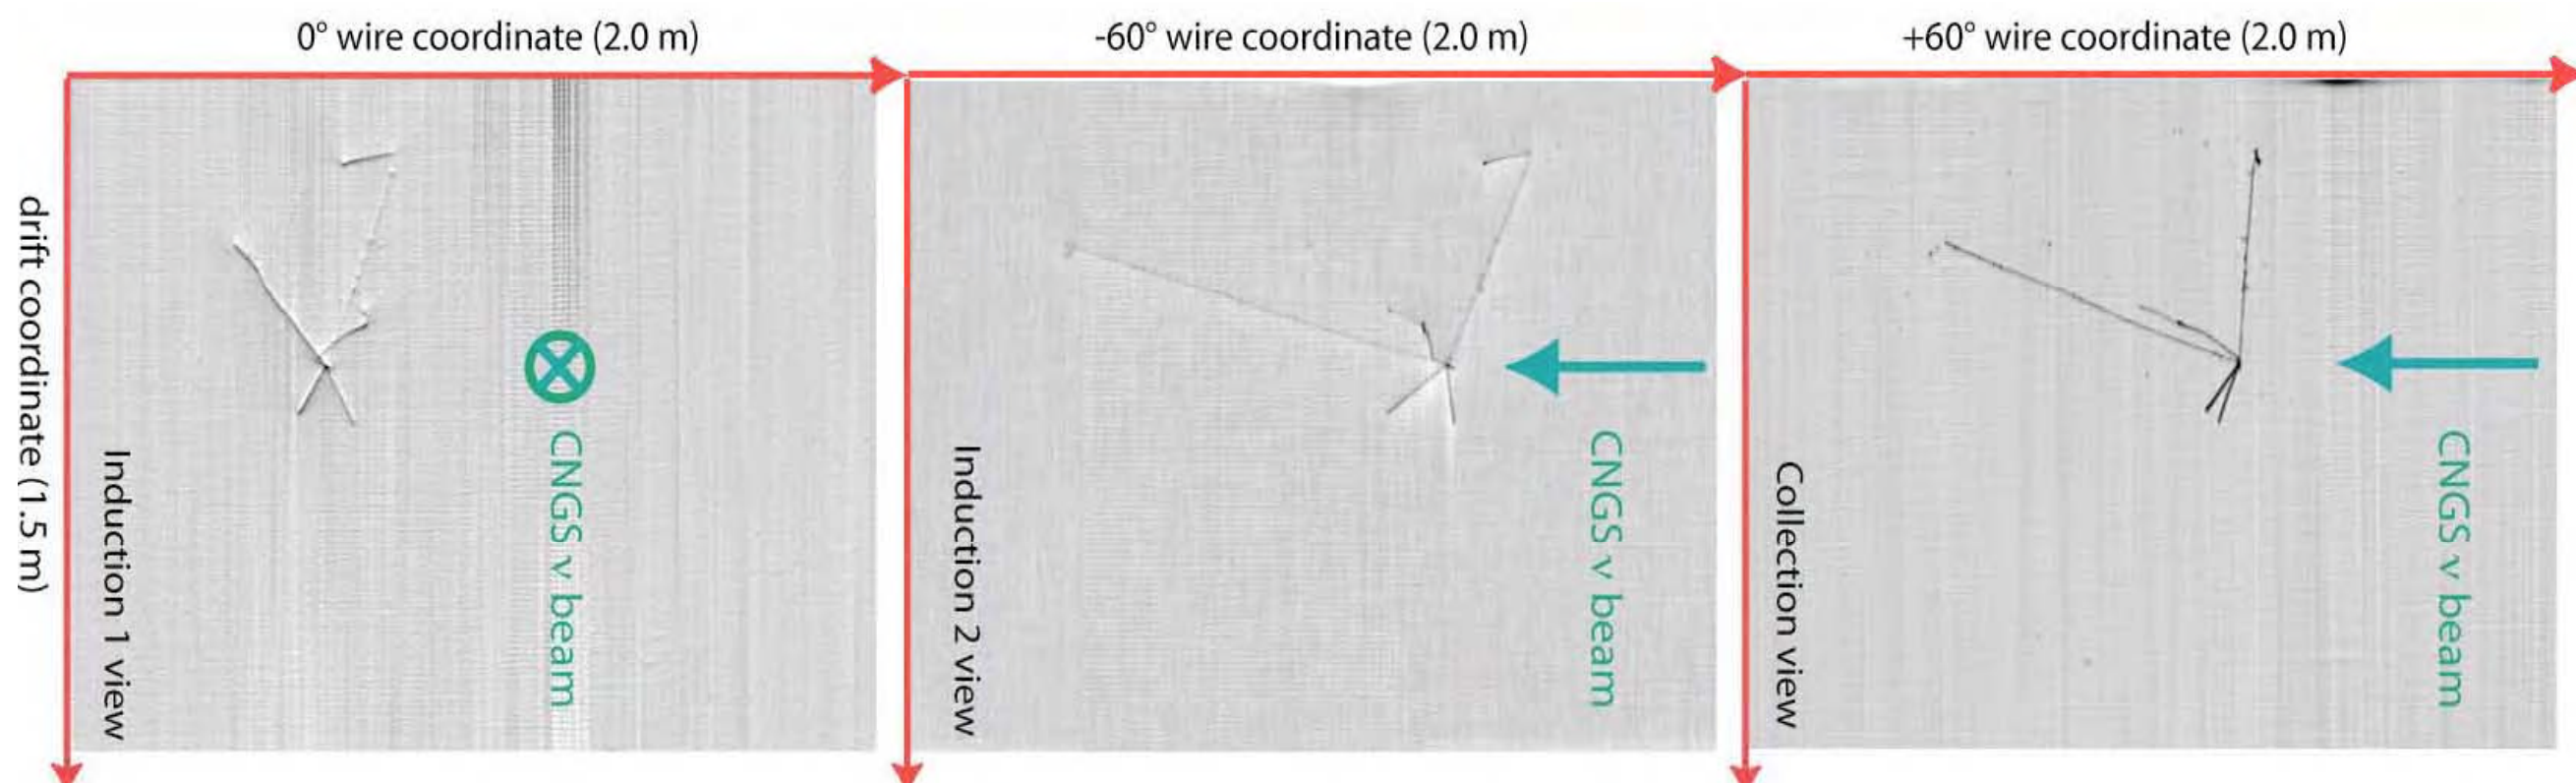 0° wire coordinate (2.0 m)
-60° wire coordinate (2.0 m)
+60° wire coordinate (2.0 m)
drift coordinate (1.5 m)
Induction 1 view
CNGS ν beam
Induction 2 view
CNGS ν beam
Collection view
CNGS ν beam